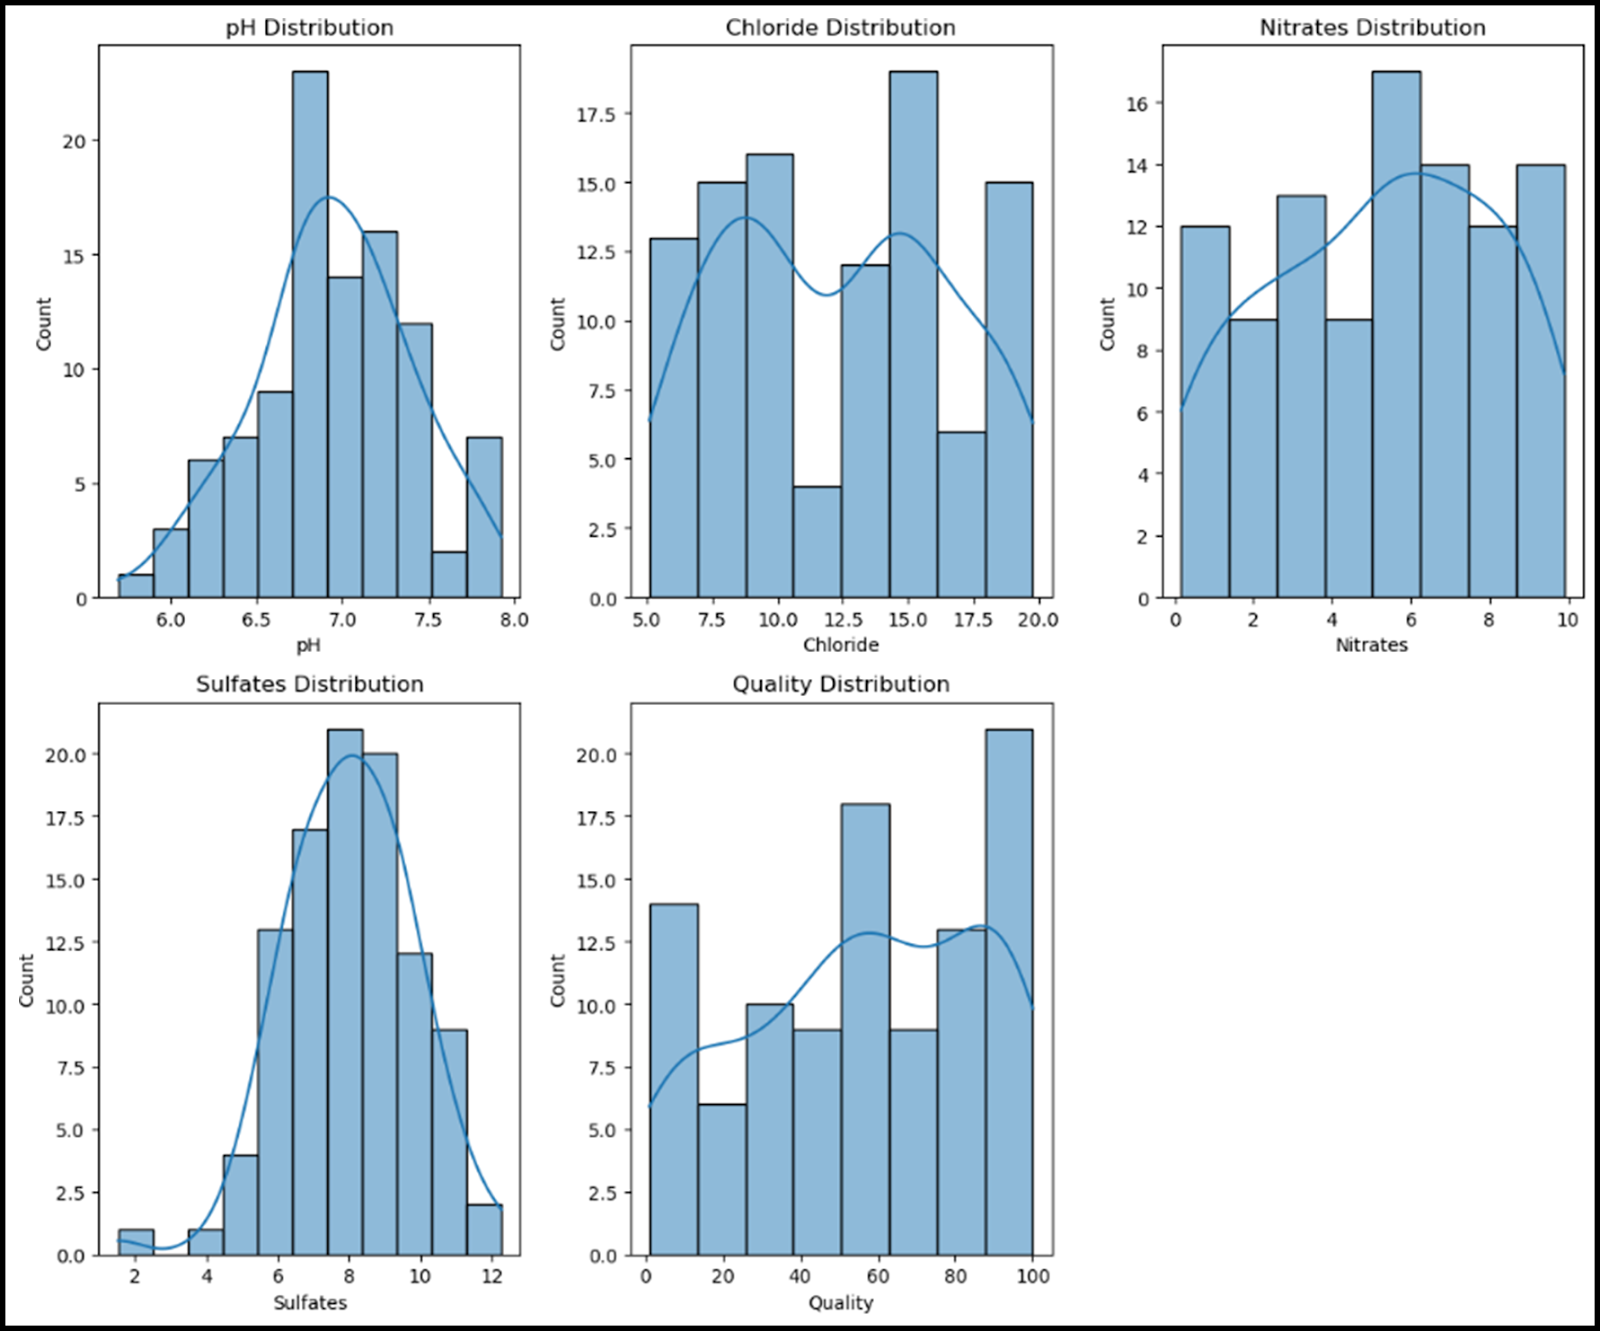 pH Distribution
20
15
10
5
0
Count
6.0 6.5 7.0 7.5 8.0
pH
Chloride Distribution
17.5
15.0
12.5
10.0
7.5
5.0
2.5
0.0
Count
5.0 7.5 10.0 12.5 15.0 17.5 20.0
Chloride
Nitrates Distribution
16
14
12
10
8
6
4
2
0
Count
0 2 4 6 8 10
Nitrates
Sulfates Distribution
20.0
17.5
15.0
12.5
10.0
7.5
5.0
2.5
0.0
Count
2 4 6 8 10 12
Sulfates
Quality Distribution
20.0
17.5
15.0
12.5
10.0
7.5
5.0
2.5
0.0
Count
0 20 40 60 80 100
Quality